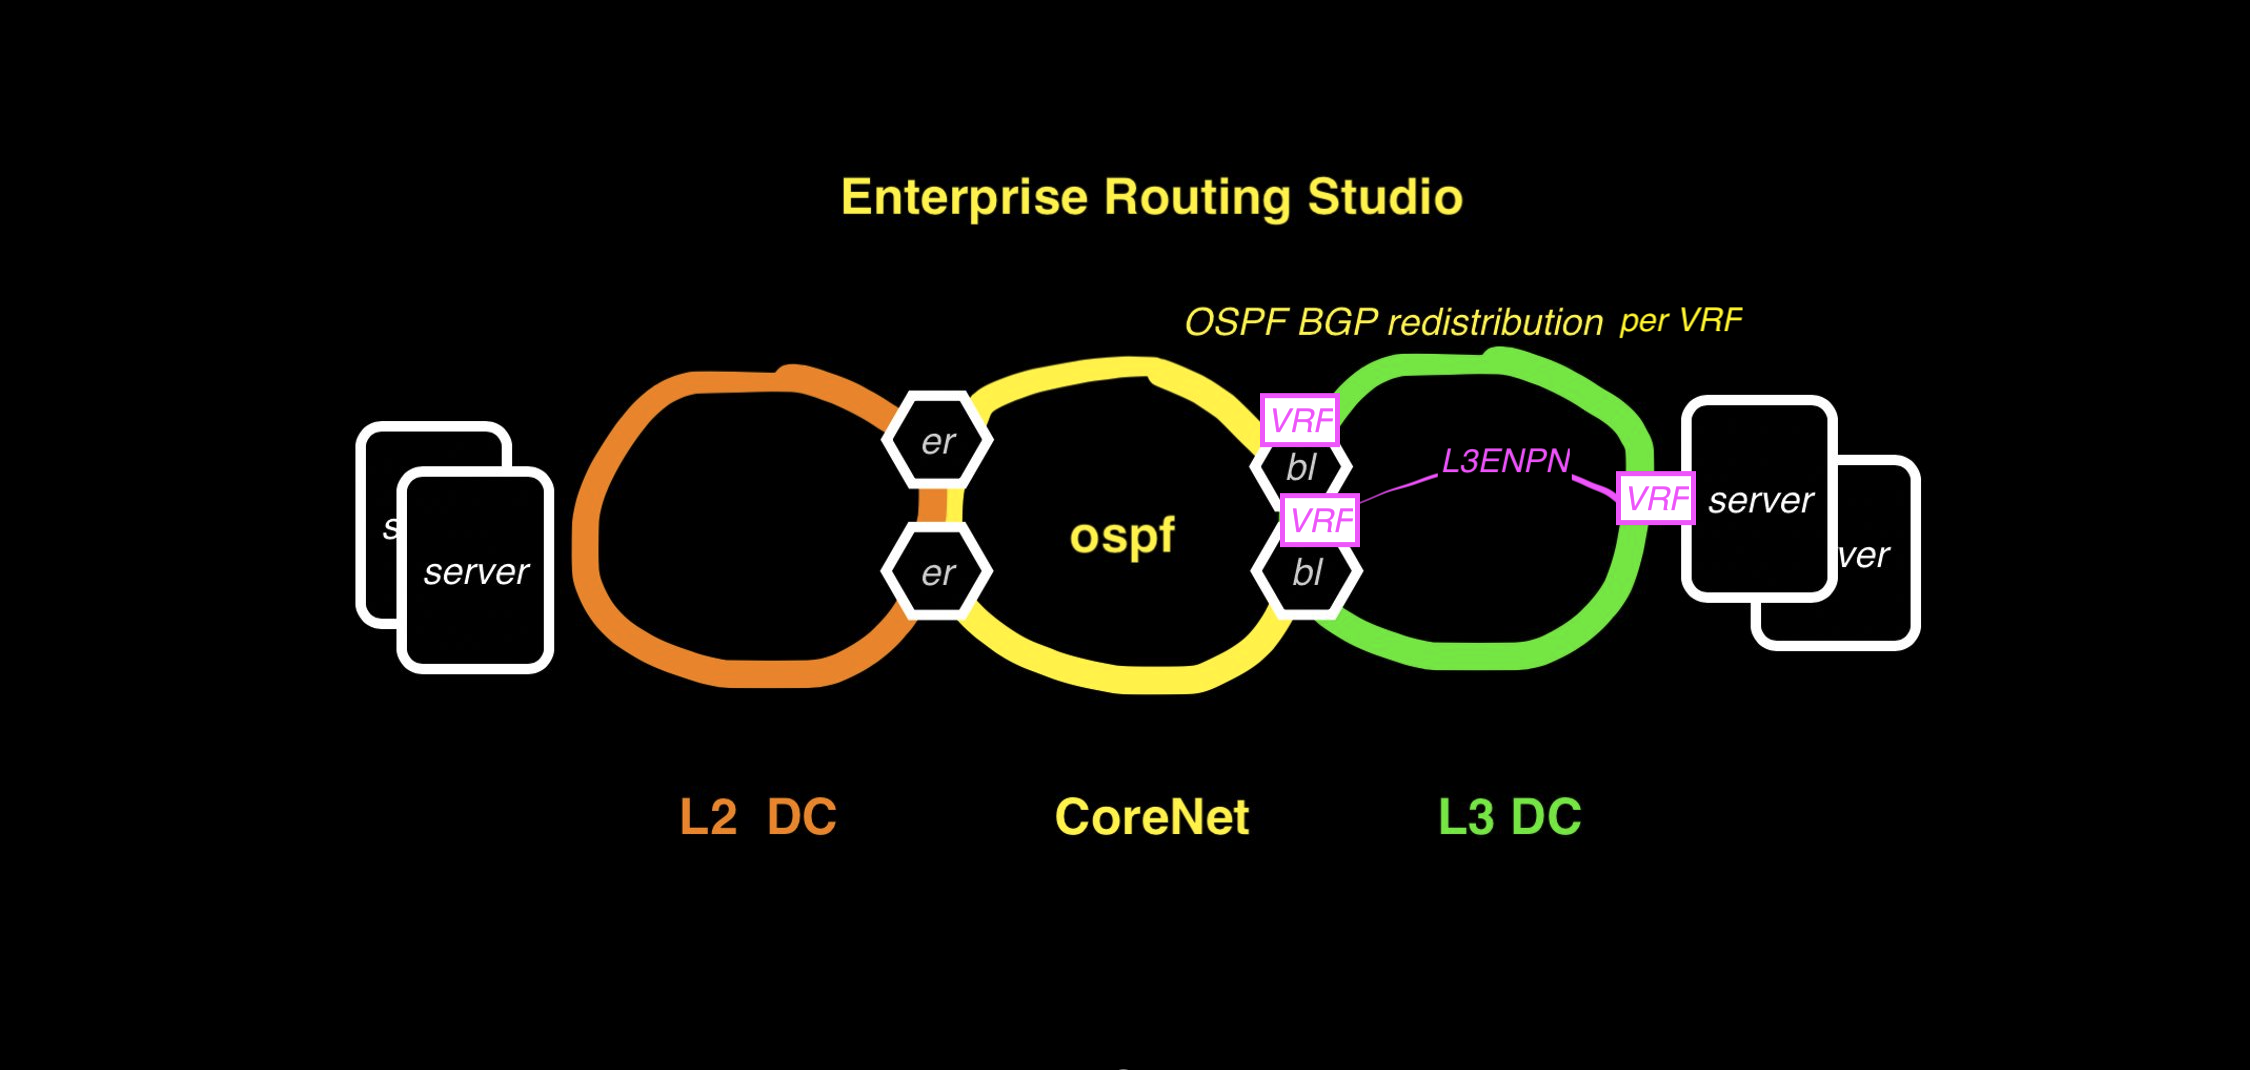 Enterprise Routing Studio
OSPF BGP redistribution per VRF
er
VRF
bl
L3ENPN
VRF
server
s
server
er
ospf
VRF
bl
ver
L2 DC
CoreNet
L3 DC